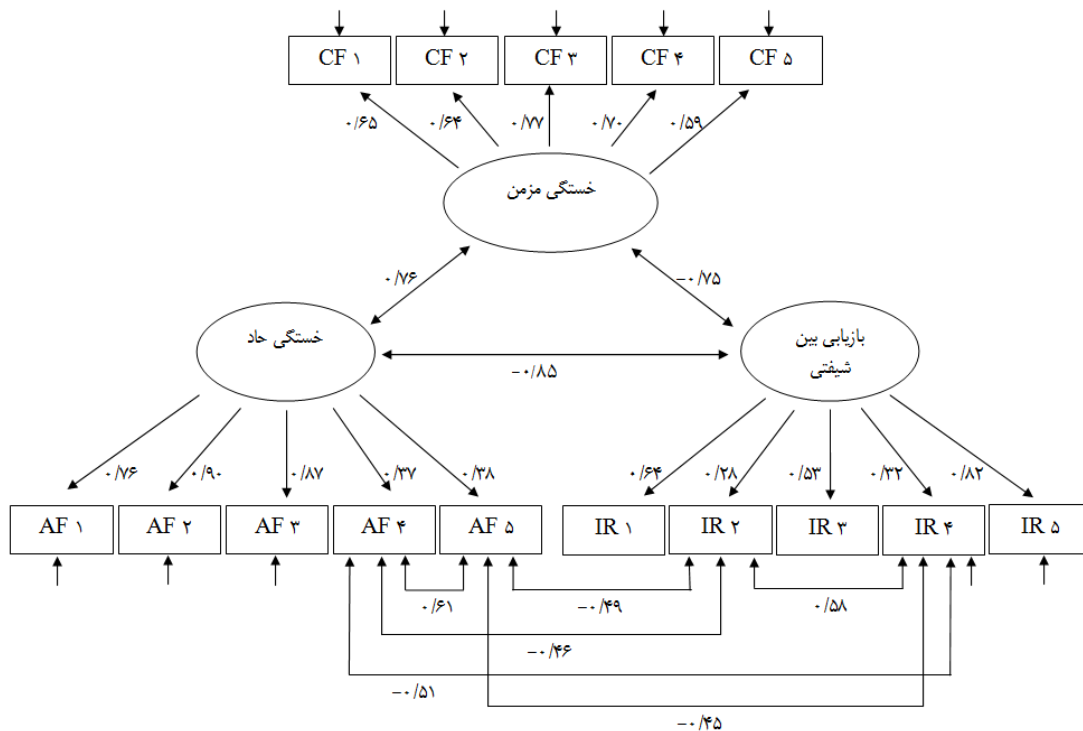 CF ۱
CF ۲
CF ۳
CF ۴
CF ۵
۰/۶۵
۰/۶۴
۰/۷۷
۰/۷۰
۰/۵۹
خستگی مزمن
۰/۷۶
−۰/۷۵
خستگی حاد
بازیابی بین
شیفتی
−۰/۸۵
۰/۷۶
۰/۹۰
۰/۸۷
۰/۳۷
۰/۳۸
۰/۶۴
۰/۲۸
۰/۵۳
۰/۳۲
۰/۸۲
AF ۱
AF ۲
AF ۳
AF ۴
AF ۵
IR ۱
IR ۲
IR ۳
IR ۴
IR ۵
۰/۶۱
−۰/۴۹
۰/۵۸
−۰/۴۶
−۰/۵۱
−۰/۴۵